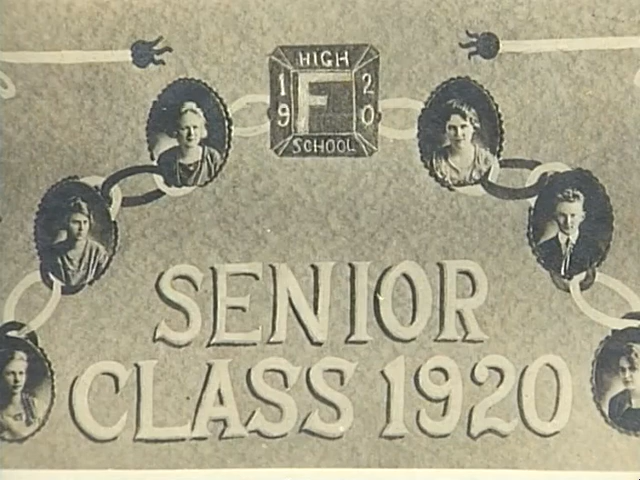 HIGH
19 F 20
SCHOOL
SENIOR
CLASS 1920